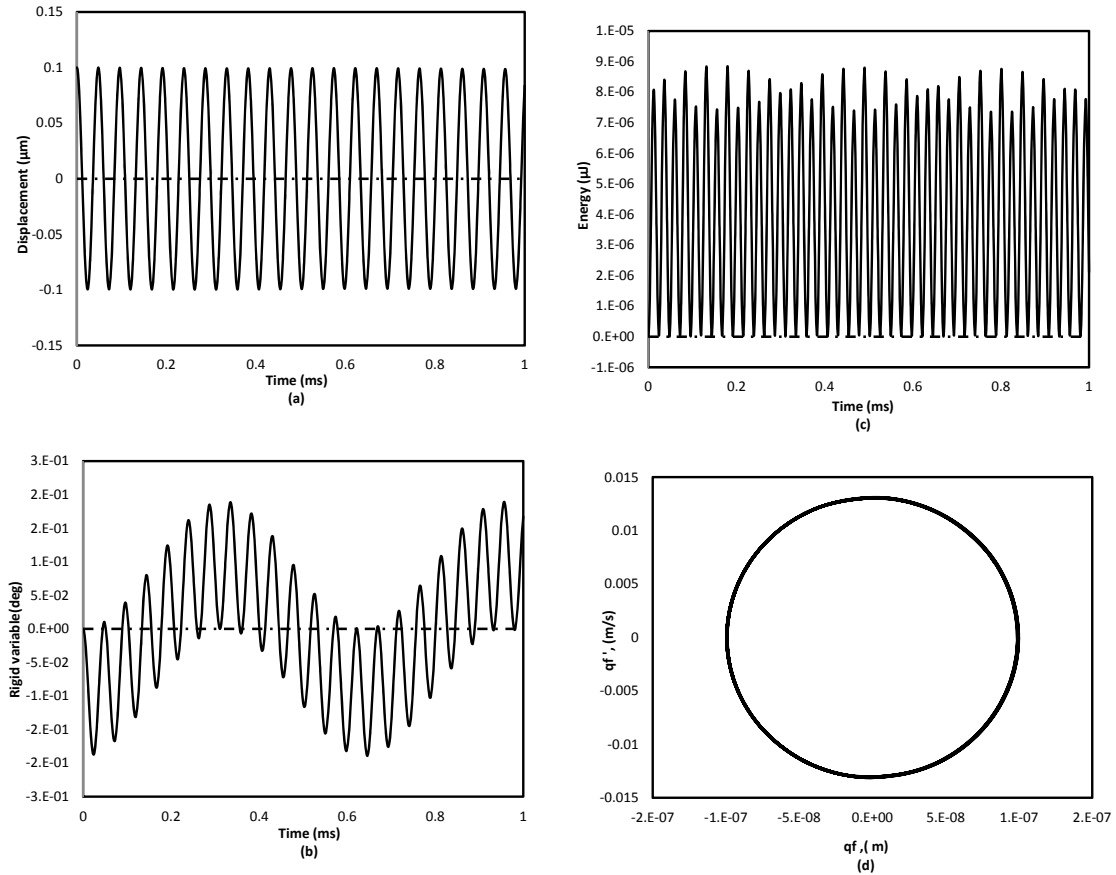 0.15
0.1
0.05
0
-0.05
-0.1
-0.15
Displacement (µm)
0 0.2 0.4 0.6 0.8 1
Time (ms)
(a)
1.E-05
9.E-06
8.E-06
7.E-06
6.E-06
5.E-06
4.E-06
3.E-06
2.E-06
1.E-06
0.E+00
-1.E-06
Energy (µJ)
0 0.2 0.4 0.6 0.8 1
Time (ms)
(c)
3.E-01
2.E-01
2.E-01
1.E-01
5.E-02
0.E+00
-5.E-02
-1.E-01
-2.E-01
-2.E-01
-3.E-01
Rigid variable(deg)
0 0.2 0.4 0.6 0.8 1
Time (ms)
(b)
0.015
0.01
0.005
0
-0.005
-0.01
-0.015
qf ', (m/s)
-2.E-07 -1.E-07 -5.E-08 0.E+00 5.E-08 1.E-07 2.E-07
qf ,( m)
(d)